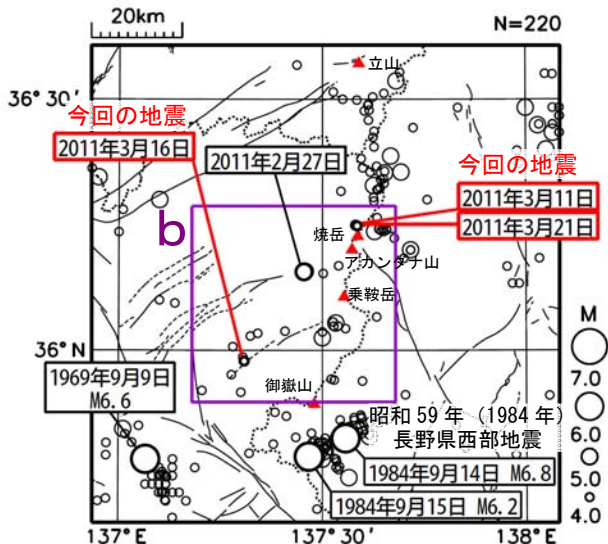 20km
N=220
立山
36° 30′
今回の地震
2011年3月16日
2011年2月27日
今回の地震
2011年3月11日
2011年3月21日
b
焼岳
アカンダナ山
乗鞍岳
M
36° N
7.0
御嶽山
1969年9月9日
M6.6
昭和 59 年 (1984 年)
長野県西部地震
6.0
1984年9月14日 M6.8
5.0
1984年9月15日 M6.2
4.0
137°E
137° 30′
138°E